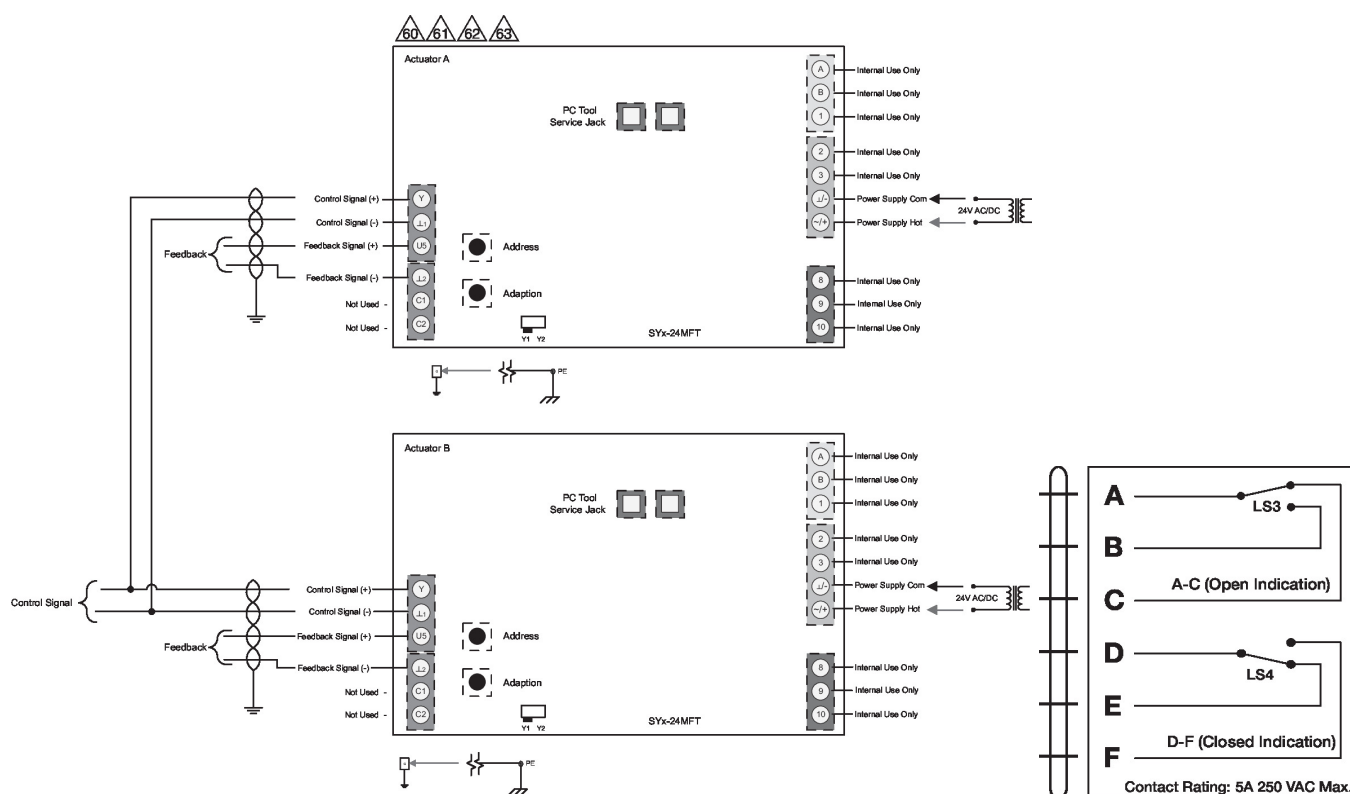 60 61 62 63
Actuator A
A Internal Use Only
B Internal Use Only
PC Tool
Service Jack
1 Internal Use Only
2 Internal Use Only
3 Internal Use Only
Control Signal (+) Y
⊥/- Power Supply Com
24V AC/DC
Control Signal (-) ⊥1
~/+ Power Supply Hot
Feedback
Feedback Signal (+) U5
Address
Feedback Signal (-) ⊥2
8 Internal Use Only
Adaption
Not Used - C1
9 Internal Use Only
Not Used - C2
10 Internal Use Only
Y1 Y2
SYx-24MFT
PE
Actuator B
A Internal Use Only
B Internal Use Only
PC Tool
Service Jack
1 Internal Use Only
2 Internal Use Only
3 Internal Use Only
Control Signal
Control Signal (+) Y
⊥/- Power Supply Com
24V AC/DC
Control Signal (-) ⊥1
~/+ Power Supply Hot
Feedback
Feedback Signal (+) U5
Address
Feedback Signal (-) ⊥2
8 Internal Use Only
Adaption
Not Used - C1
9 Internal Use Only
Not Used - C2
10 Internal Use Only
Y1 Y2
SYx-24MFT
PE
A
LS3
B
A-C (Open Indication)
C
D
LS4
E
D-F (Closed Indication)
F
Contact Rating: 5A 250 VAC Max.